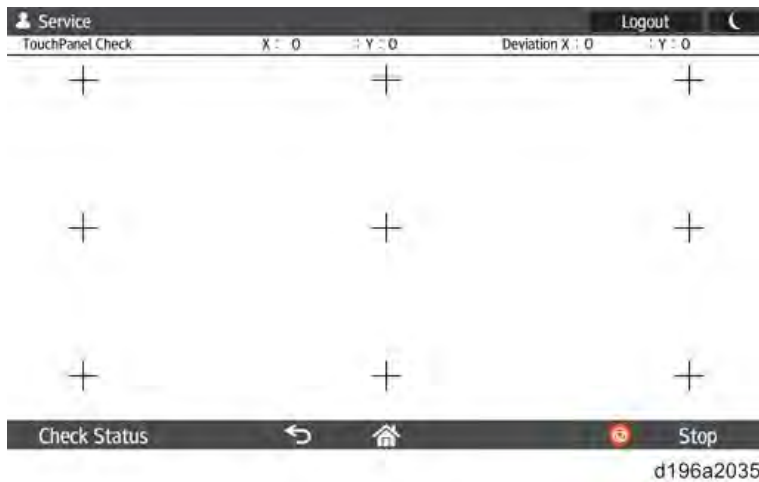 Service Logout
TouchPanel Check X : 0 : Y : 0 Deviation X : 0 : Y : 0
Check Status Stop
d196a2035